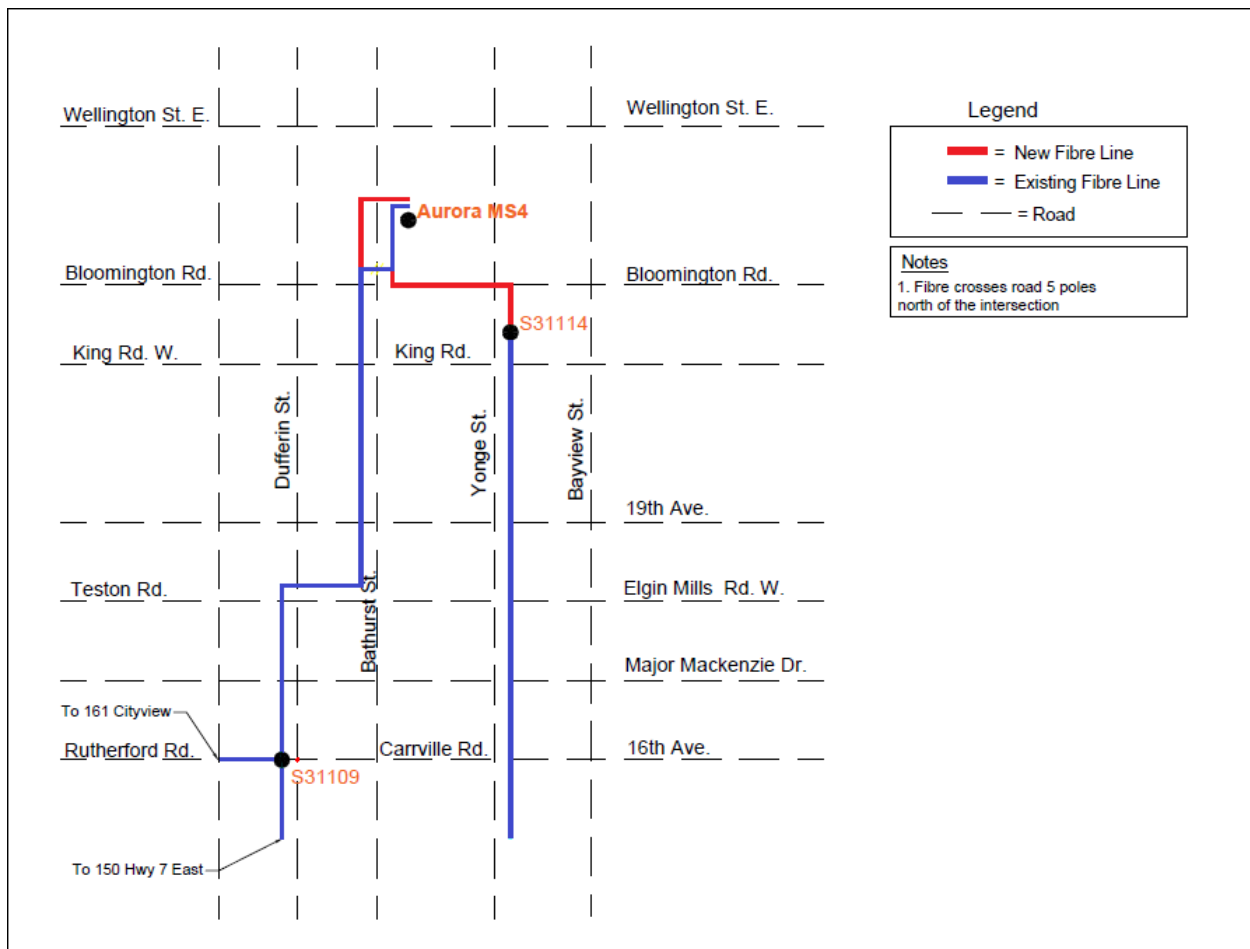 Wellington St. E.
Wellington St. E.
Legend
= New Fibre Line
= Existing Fibre Line
= Road
Aurora MS4
Bloomington Rd.
Bloomington Rd.
Notes
1. Fibre crosses road 5 poles
north of the intersection
S31114
King Rd. W.
King Rd.
Dufferin St.
Yonge St.
Bayview St.
19th Ave.
Teston Rd.
Bathurst St.
Elgin Mills Rd. W.
Major Mackenzie Dr.
To 161 Cityview
Rutherford Rd.
Carrville Rd.
16th Ave.
S31109
To 150 Hwy 7 East